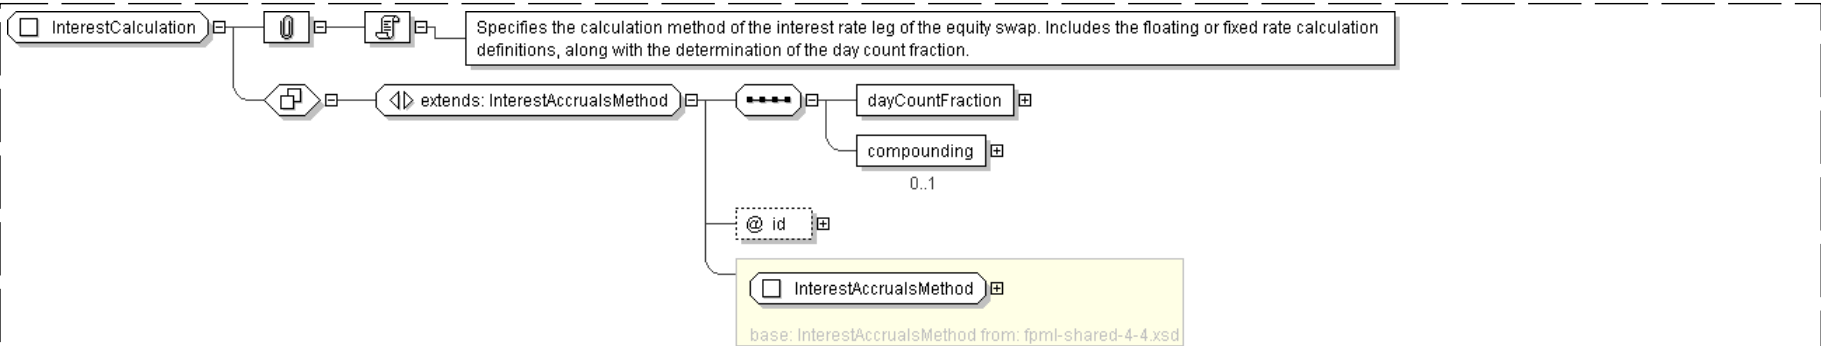 InterestCalculation
Specifies the calculation method of the interest rate leg of the equity swap. Includes the floating or fixed rate calculation
definitions, along with the determination of the day count fraction.
extends: InterestAccrualsMethod
dayCountFraction
compounding
0..1
@ id
InterestAccrualsMethod
base: InterestAccrualsMethod from: fpml-shared-4-4.xsd